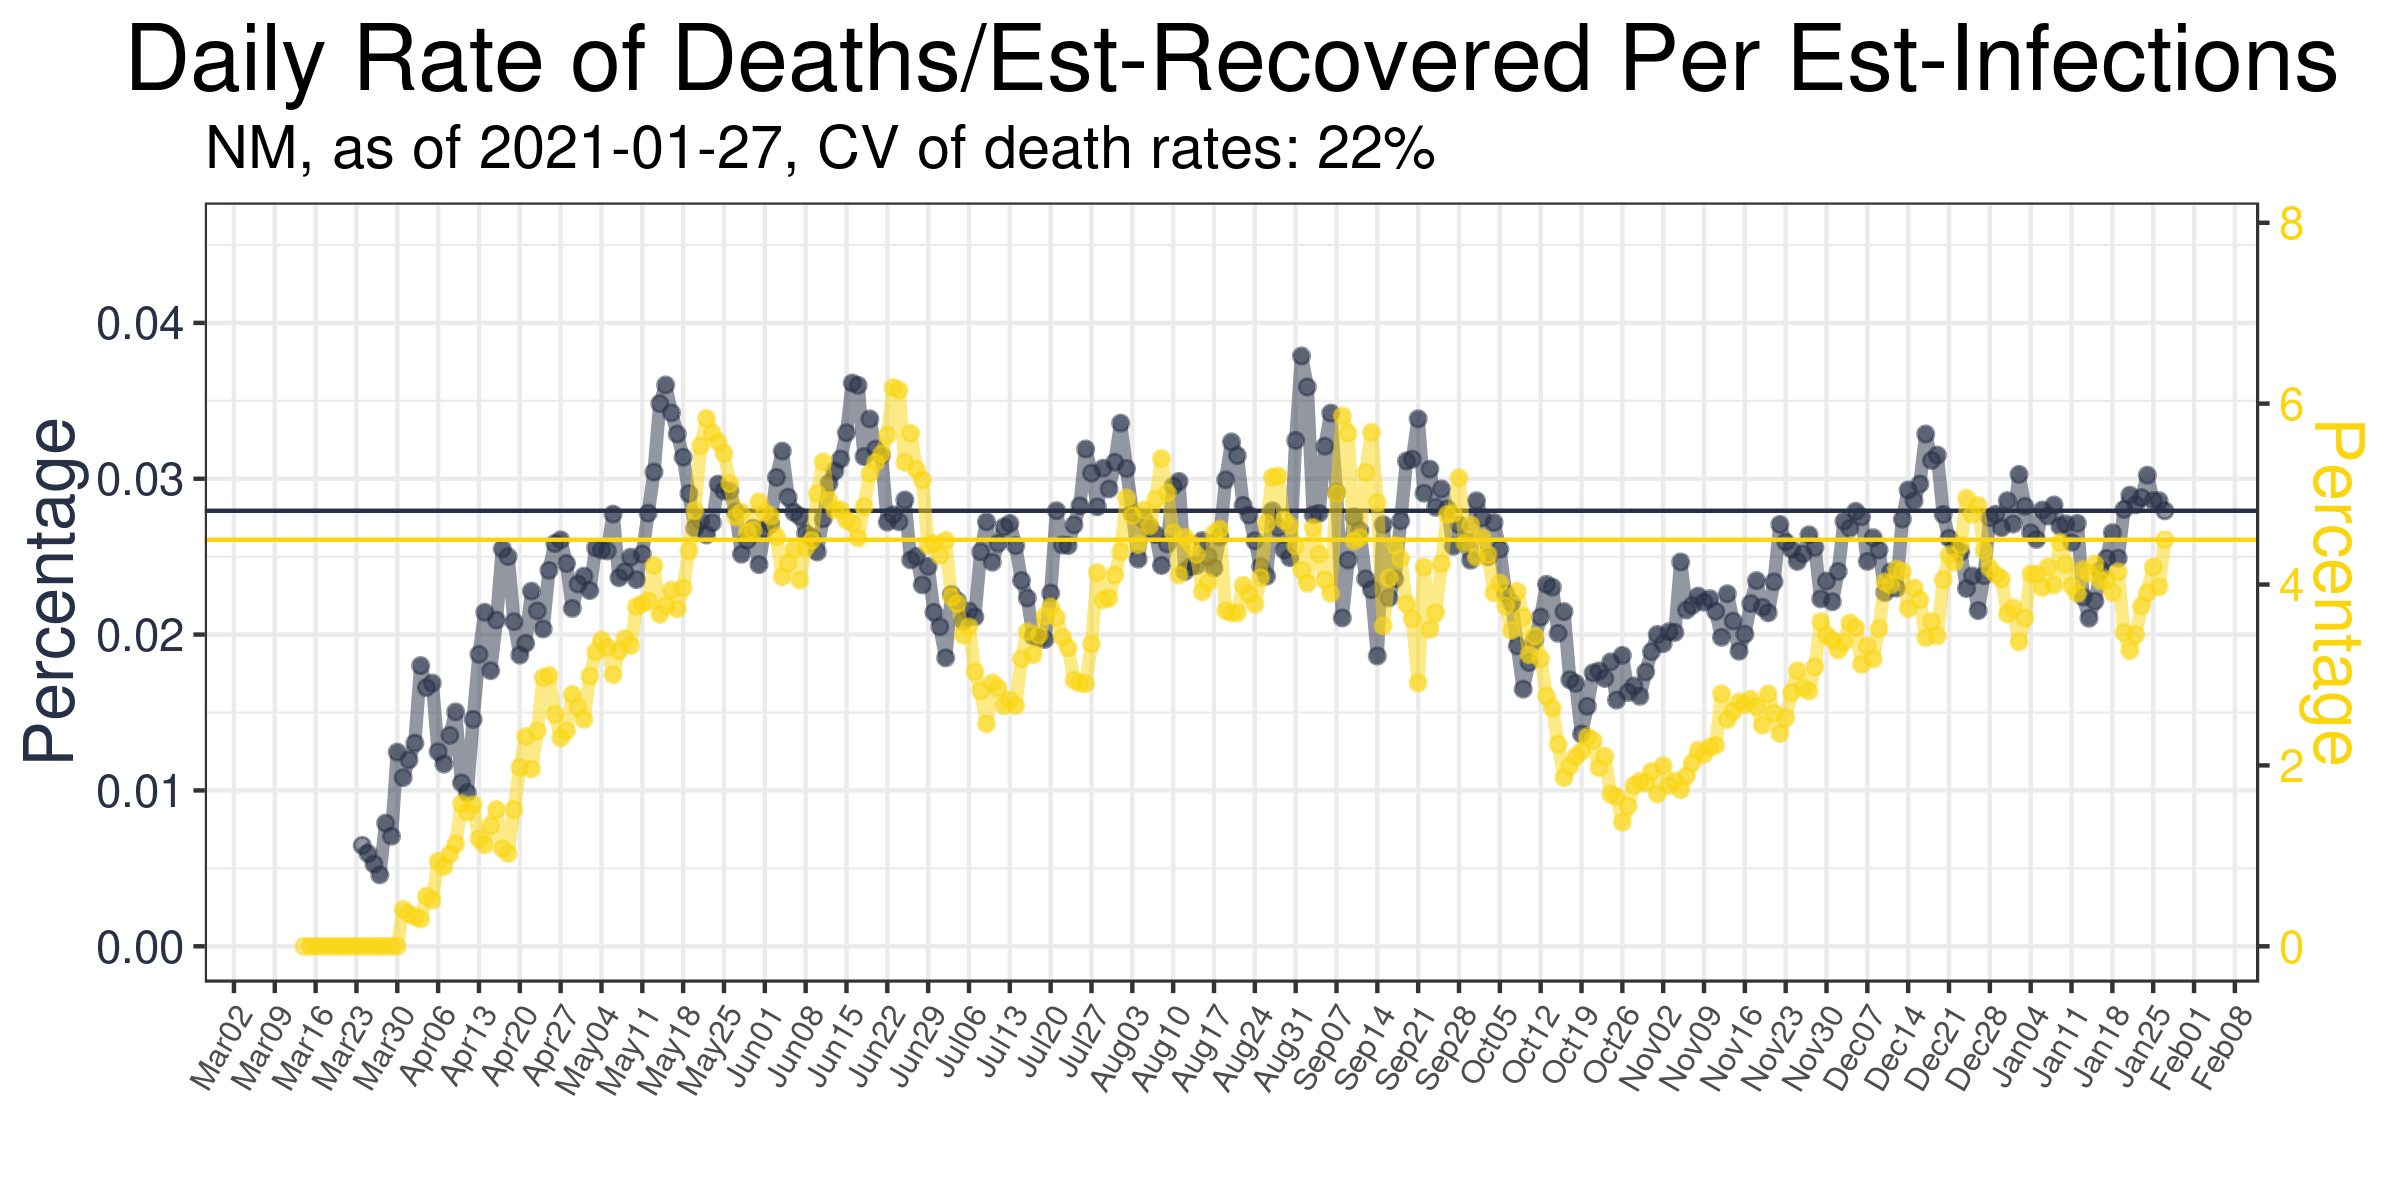 Daily Rate of Deaths/Est-Recovered Per Est-Infections
NM, as of 2021-01-27, CV of death rates: 22%
Percentage
0.04
0.03
0.02
0.01
0.00
8
6
4
2
0
Percentage
Mar02 Mar09 Mar16 Mar23 Mar30 Apr06 Apr13 Apr20 Apr27 May04 May11 May18 May25 Jun01 Jun08 Jun15 Jun22 Jun29 Jul06 Jul13 Jul20 Jul27 Aug03 Aug10 Aug17 Aug24 Aug31 Sep07 Sep14 Sep21 Sep28 Oct05 Oct12 Oct19 Oct26 Nov02 Nov09 Nov16 Nov23 Nov30 Dec07 Dec14 Dec21 Dec28 Jan04 Jan11 Jan18 Jan25 Feb01 Feb08